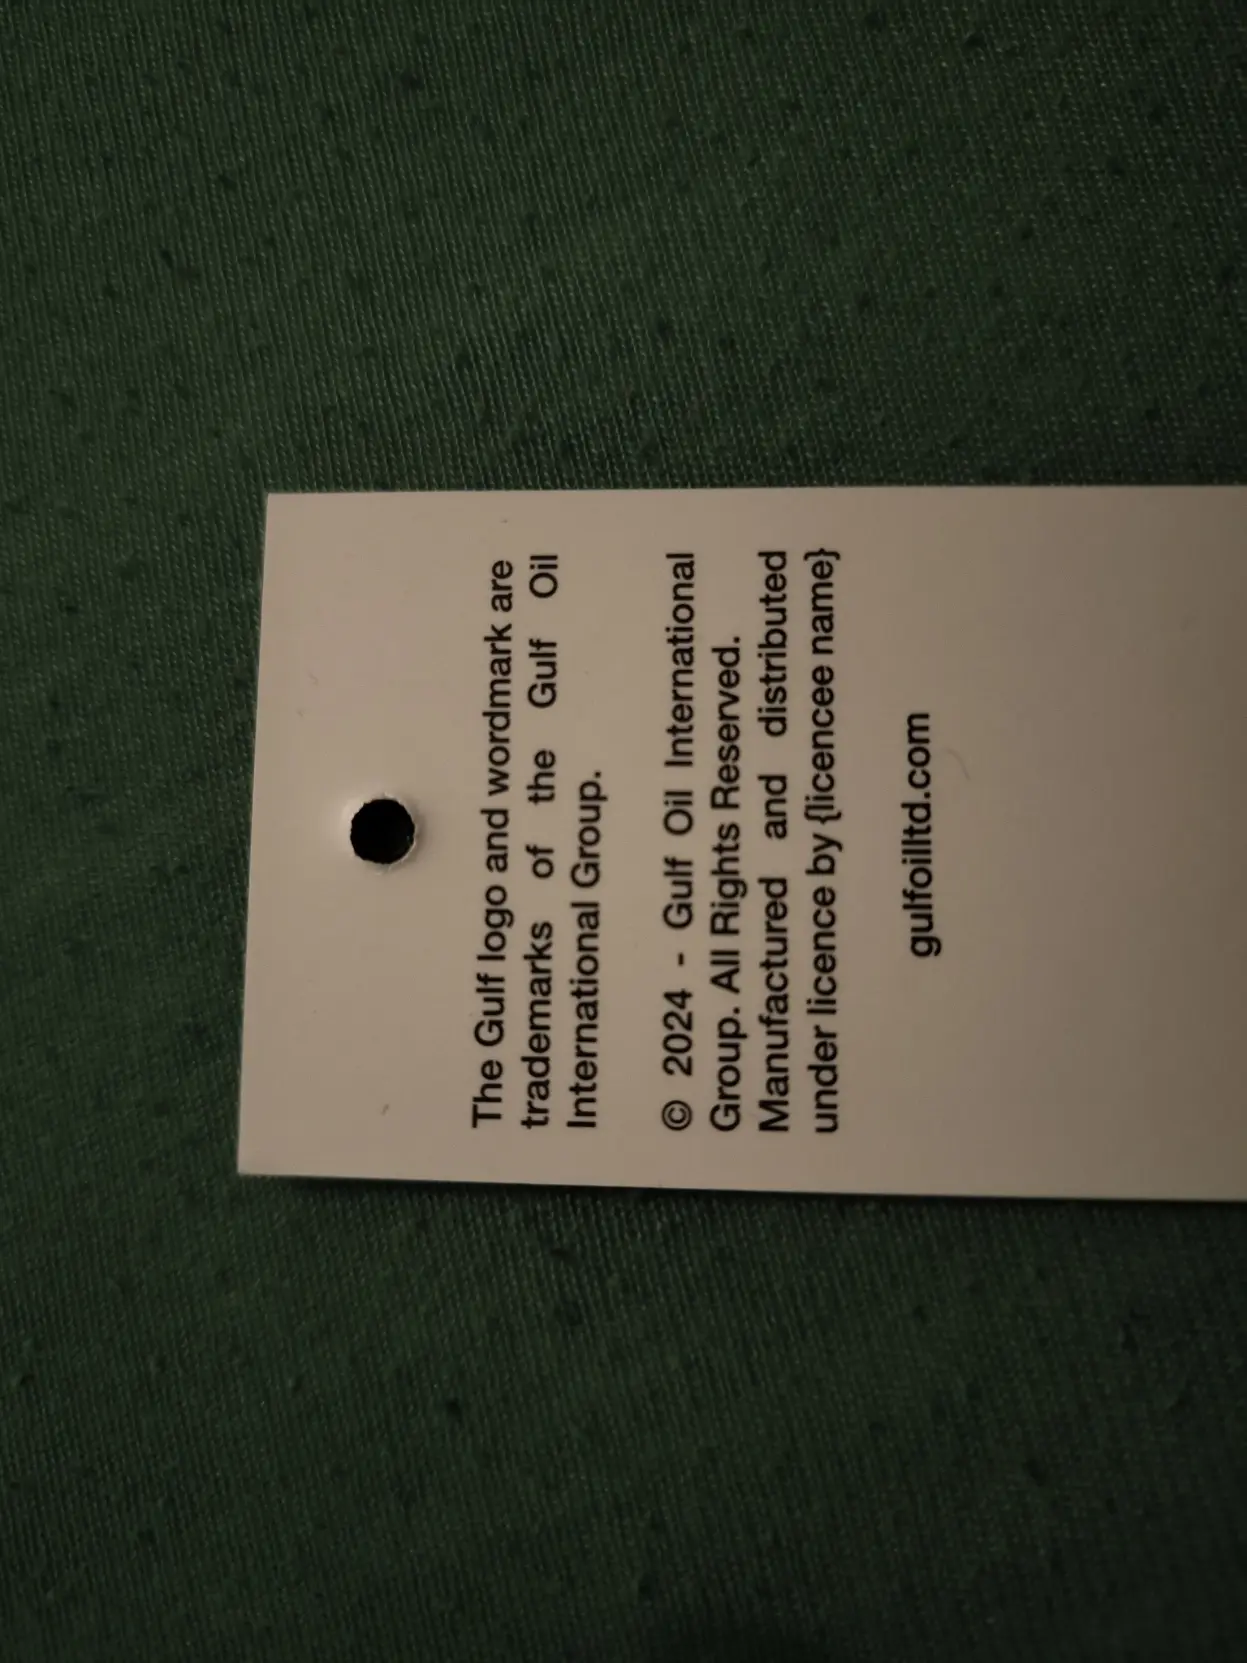 The Gulf logo and wordmark are
trademarks of the Gulf Oil
International Group.
© 2024 - Gulf Oil International
Group. All Rights Reserved.
Manufactured and distributed
under licence by {licencee name}
gulfoilltd.com